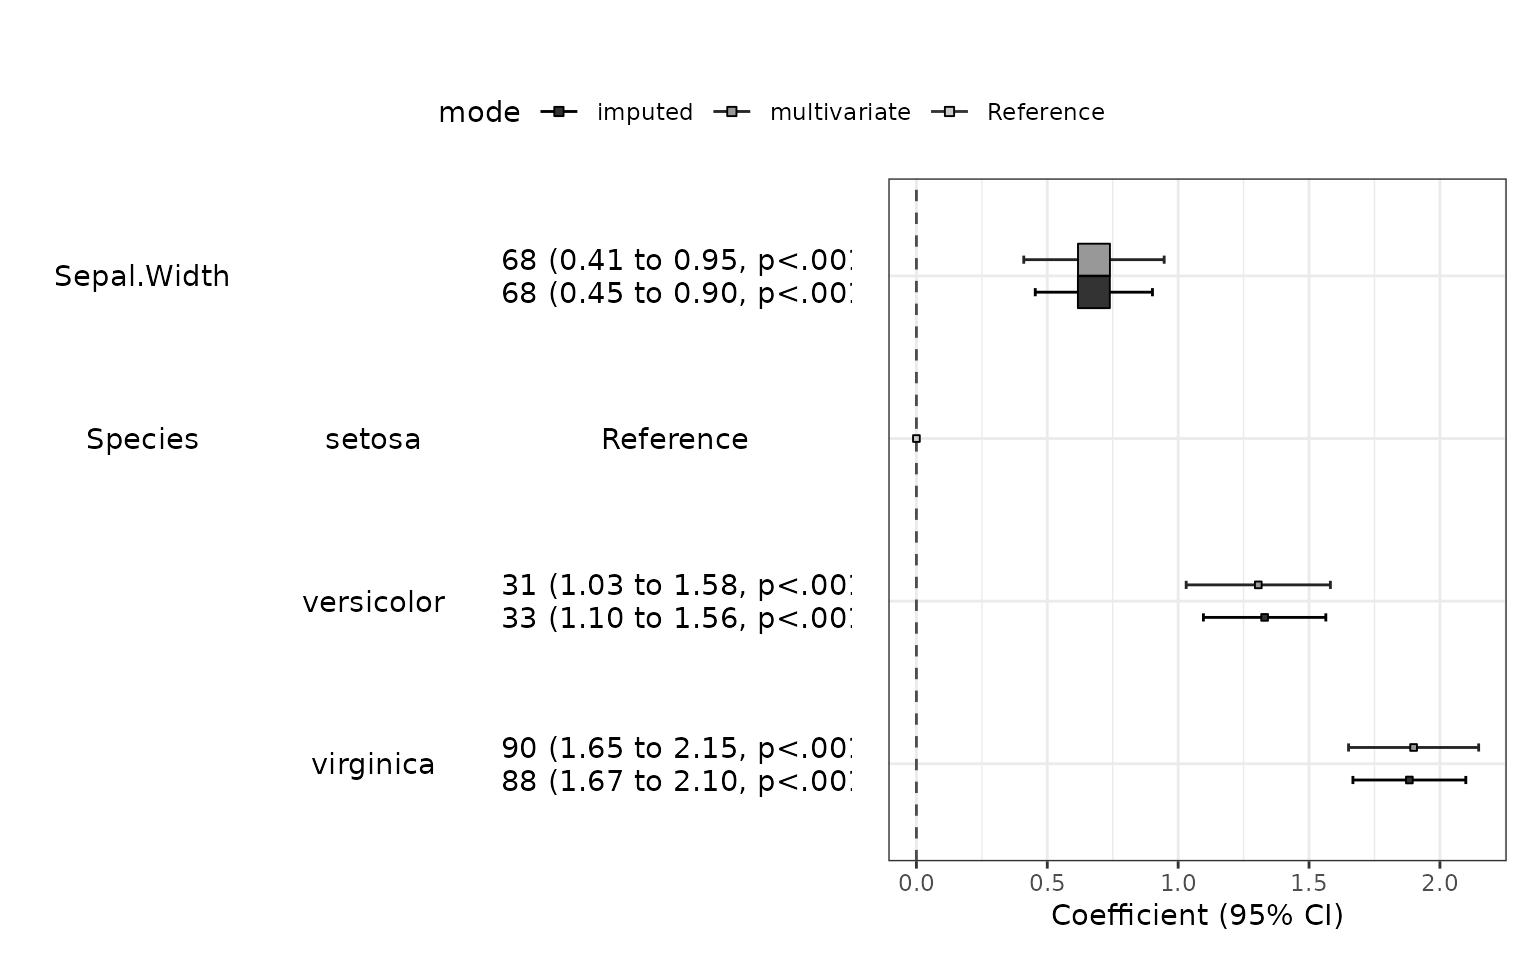 mode imputed multivariate Reference
Sepal.Width
68 (0.41 to 0.95, p<.00
68 (0.45 to 0.90, p<.00
Species setosa Reference
versicolor
31 (1.03 to 1.58, p<.00
33 (1.10 to 1.56, p<.00
virginica
90 (1.65 to 2.15, p<.00
88 (1.67 to 2.10, p<.00
0.0 0.5 1.0 1.5 2.0
Coefficient (95% CI)